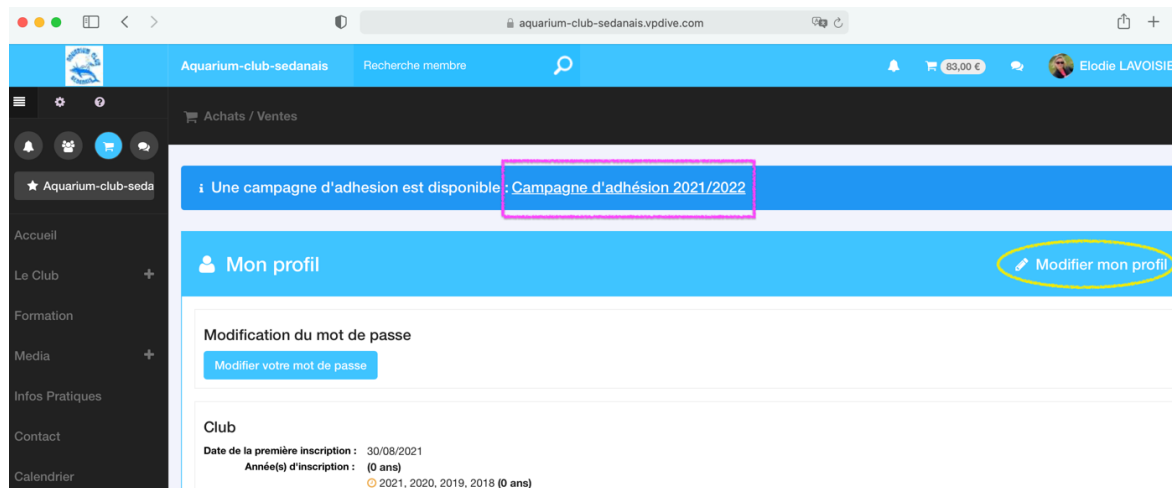 aquarium-club-sedanais.vpdive.com
Aquarium-club-sedanais
Recherche membre
83,00 €
Elodie LAVOISIE
Achats / Ventes
Aquarium-club-seda
Une campagne d'adhesion est disponible : Campagne d'adhésion 2021/2022
Accueil
Le Club
Formation
Media
Infos Pratiques
Contact
Calendrier
Mon profil
Modifier mon profil
Modification du mot de passe
Modifier votre mot de passe
Club
Date de la première inscription : 30/08/2021
Année(s) d'inscription : (0 ans)
2021, 2020, 2019, 2018 (0 ans)